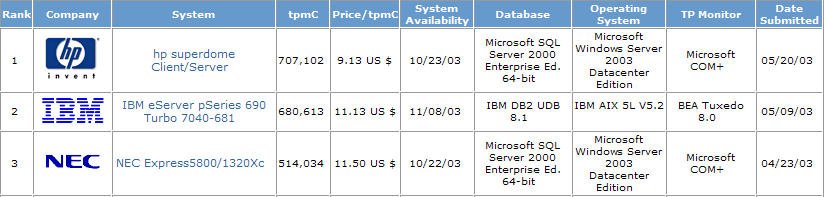 Rank Company System tpmC Price/tpmC System Availability Database Operating System TP Monitor Date Submitted
1 hp invent hp superdome Client/Server 707,102 9.13 US $ 10/23/03 Microsoft SQL Server 2000 Enterprise Ed. 64-bit Microsoft Windows Server 2003 Datacenter Edition Microsoft COM+ 05/20/03
2 IBM IBM eServer pSeries 690 Turbo 7040-681 680,613 11.13 US $ 11/08/03 IBM DB2 UDB 8.1 IBM AIX 5L V5.2 BEA Tuxedo 8.0 05/09/03
3 NEC NEC Express5800/1320Xc 514,034 11.50 US $ 10/22/03 Microsoft SQL Server 2000 Enterprise Ed. 64-bit Microsoft Windows Server 2003 Datacenter Edition Microsoft COM+ 04/23/03